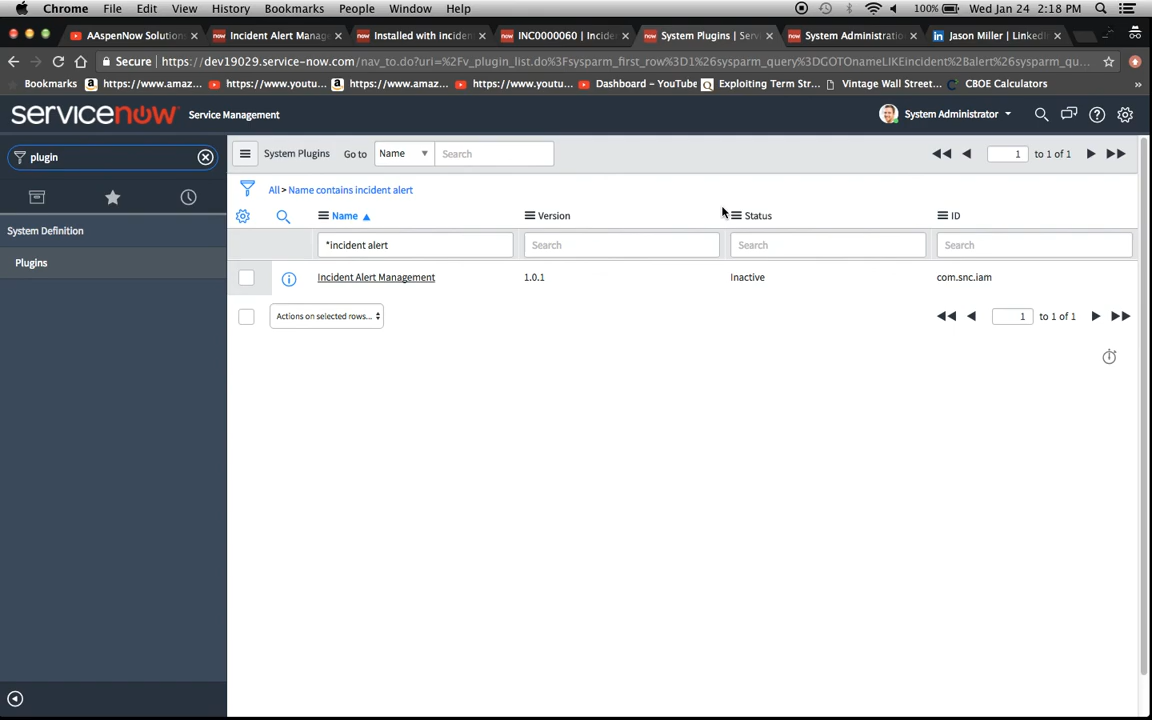 Chrome File Edit View History Bookmarks People Window Help 100% Wed Jan 24 2:18 PM
AAspenNow Solution Incident Alert Manage Installed with inciden INC0000060 | Incide System Plugins | Serv System Administratio Jason Miller | LinkedI
Secure | https://dev19029.service-now.com/nav_to.do?uri=%2Fv_plugin_list.do%3Fsysparm_first_row%3D1%26sysparm_query%3DGOTOnameLIKEincident%2Balert%26sysparm_qu...
Bookmarks https://www.amaz... https://www.youtu... https://www.amaz... https://www.youtu... Dashboard - YouTube Exploiting Term Str... Vintage Wall Street... CBOE Calculators »
servicenow Service Management System Administrator
plugin System Plugins Go to Name Search 1 to 1 of 1
All > Name contains incident alert
Name Version Status ID
System Definition
*incident alert Search Search Search
Plugins
Incident Alert Management 1.0.1 Inactive com.snc.iam
Actions on selected rows... 1 to 1 of 1